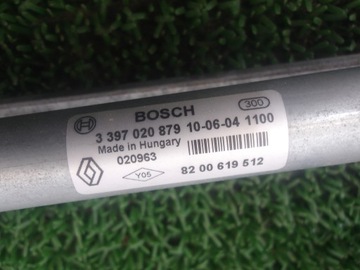 BOSCH
300
3 397 020 879 10-06-04 1100
Made in Hungary
020963
Y05
82 00 619 512